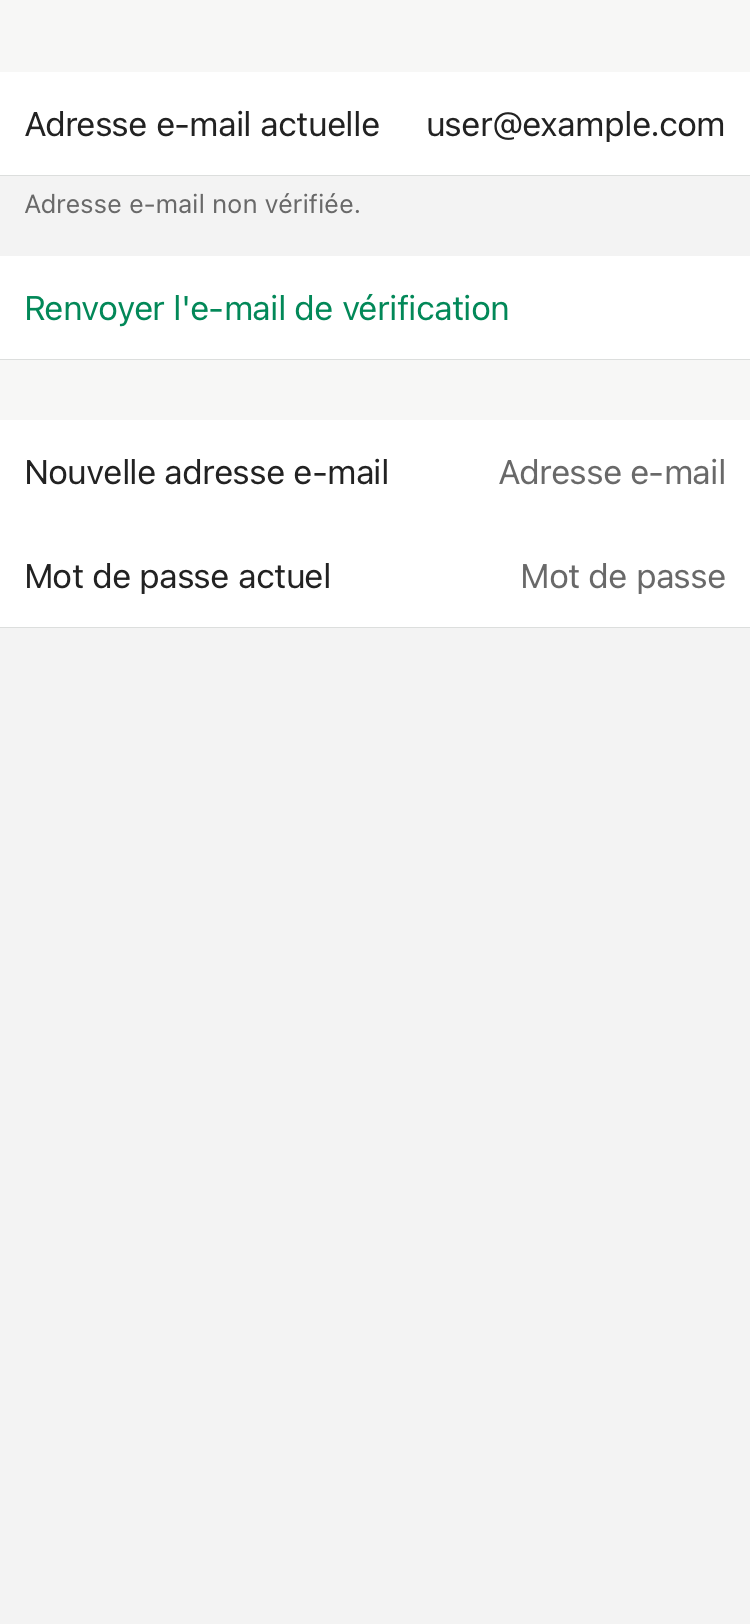 Adresse e-mail actuelle user@example.com
Adresse e-mail non vérifiée.
Renvoyer l'e-mail de vérification
Nouvelle adresse e-mail Adresse e-mail
Mot de passe actuel Mot de passe